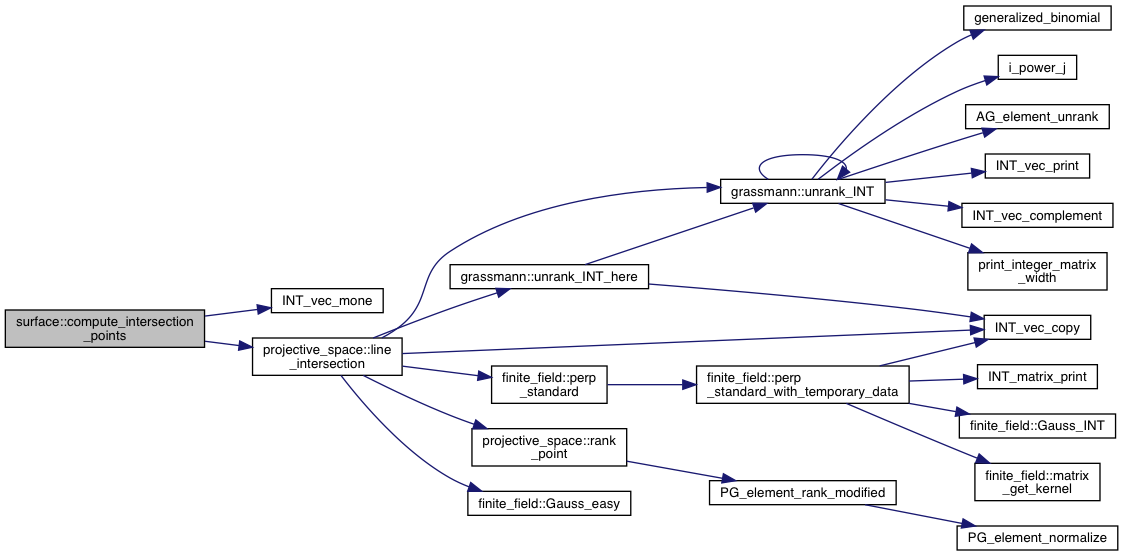 generalized_binomial
i_power_j
AG_element_unrank
INT_vec_print
grassmann::unrank_INT
INT_vec_complement
print_integer_matrix
_width
grassmann::unrank_INT_here
INT_vec_mone
surface::compute_intersection
_points
INT_vec_copy
projective_space::line
_intersection
finite_field::perp
_standard
finite_field::perp
_standard_with_temporary_data
INT_matrix_print
finite_field::Gauss_INT
projective_space::rank
_point
finite_field::matrix
_get_kernel
PG_element_rank_modified
finite_field::Gauss_easy
PG_element_normalize